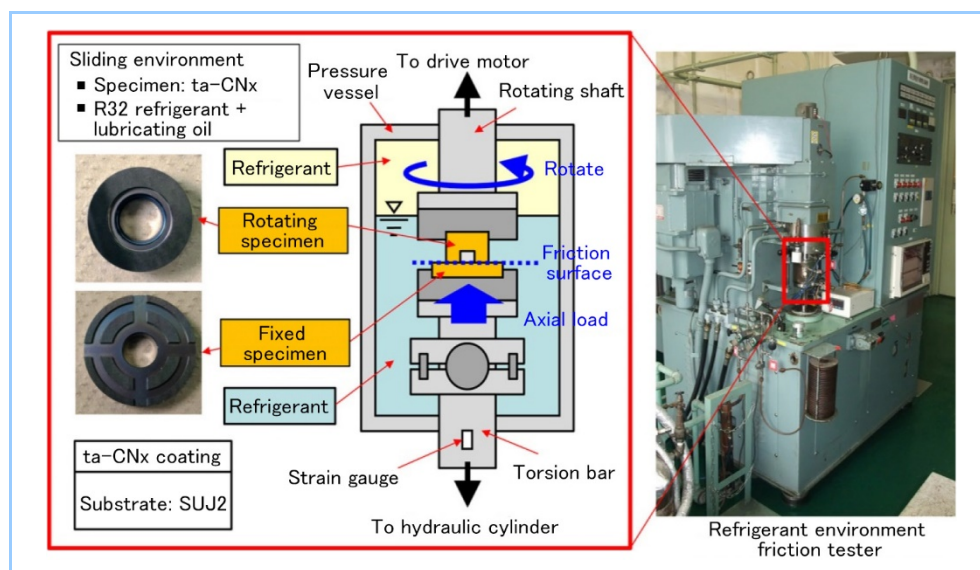 Sliding environment
■ Specimen: ta-CNx
■ R32 refrigerant +
lubricating oil
Pressure
vessel
To drive motor
Rotating shaft
Refrigerant
Rotate
Rotating
specimen
Friction
surface
Axial load
Fixed
specimen
Refrigerant
ta-CNx coating
Substrate: SUJ2
Strain gauge
Torsion bar
To hydraulic cylinder
Refrigerant environment
friction tester